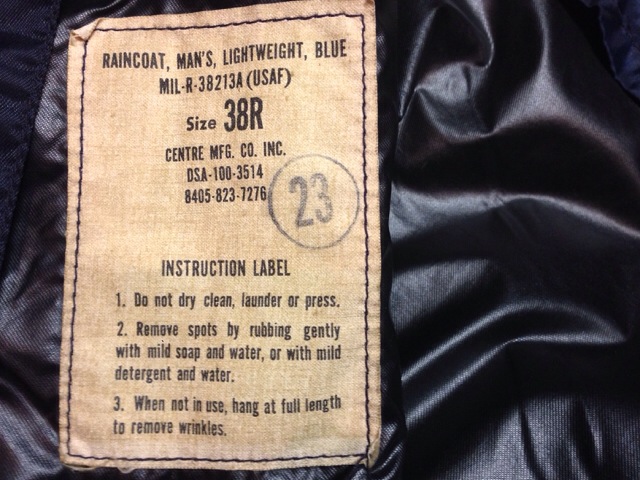 RAINCOAT, MAN'S, LIGHTWEIGHT, BLUE
MIL-R-38213A (USAF)
Size 38R
CENTRE MFG. CO. INC.
DSA-100-3514
8405-823-7276
23
INSTRUCTION LABEL
1. Do not dry clean, launder or press.
2. Remove spots by rubbing gently
with mild soap and water, or with mild
detergent and water.
3. When not in use, hang at full length
to remove wrinkles.